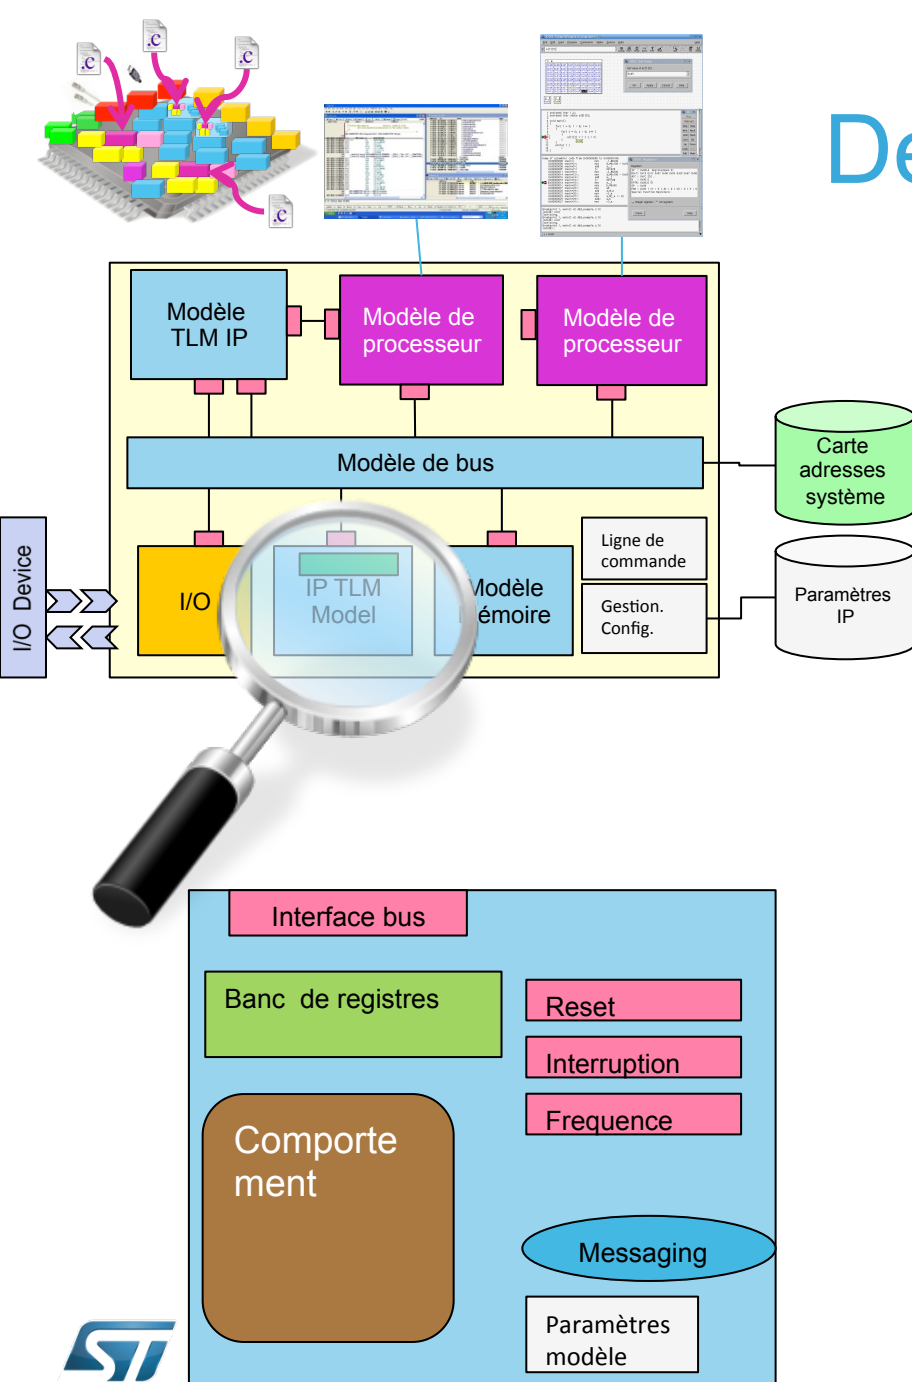 .c
.c
.c
.c
De
Modèle
TLM IP
Modèle de
processeur
Modèle de
processeur
Modèle de bus
Carte
adresses
système
I/O Device
I/O
IP TLM
Model
Modèle
Mémoire
Ligne de
commande
Gestion.
Config.
Paramètres
IP
Interface bus
Banc de registres
Reset
Interruption
Frequence
Comporte
ment
Messaging
Paramètres
modèle
ST